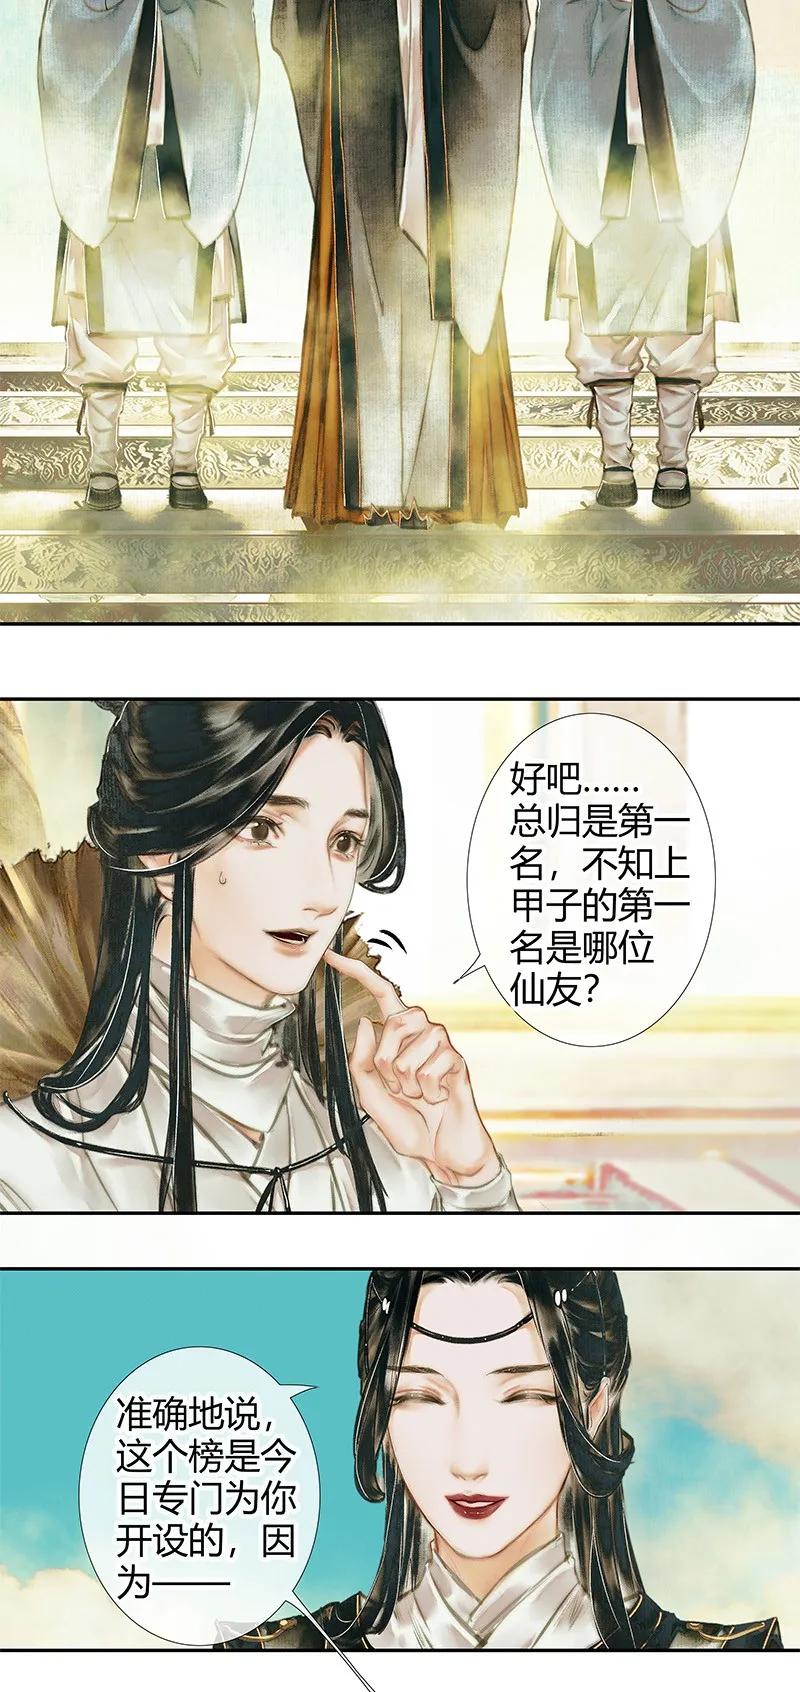 好吧……
总归是第一
名，不知上
甲子的第一
名是哪位
仙友？
准确地说，
这个榜是今
日专门为你
开设的，因
为——